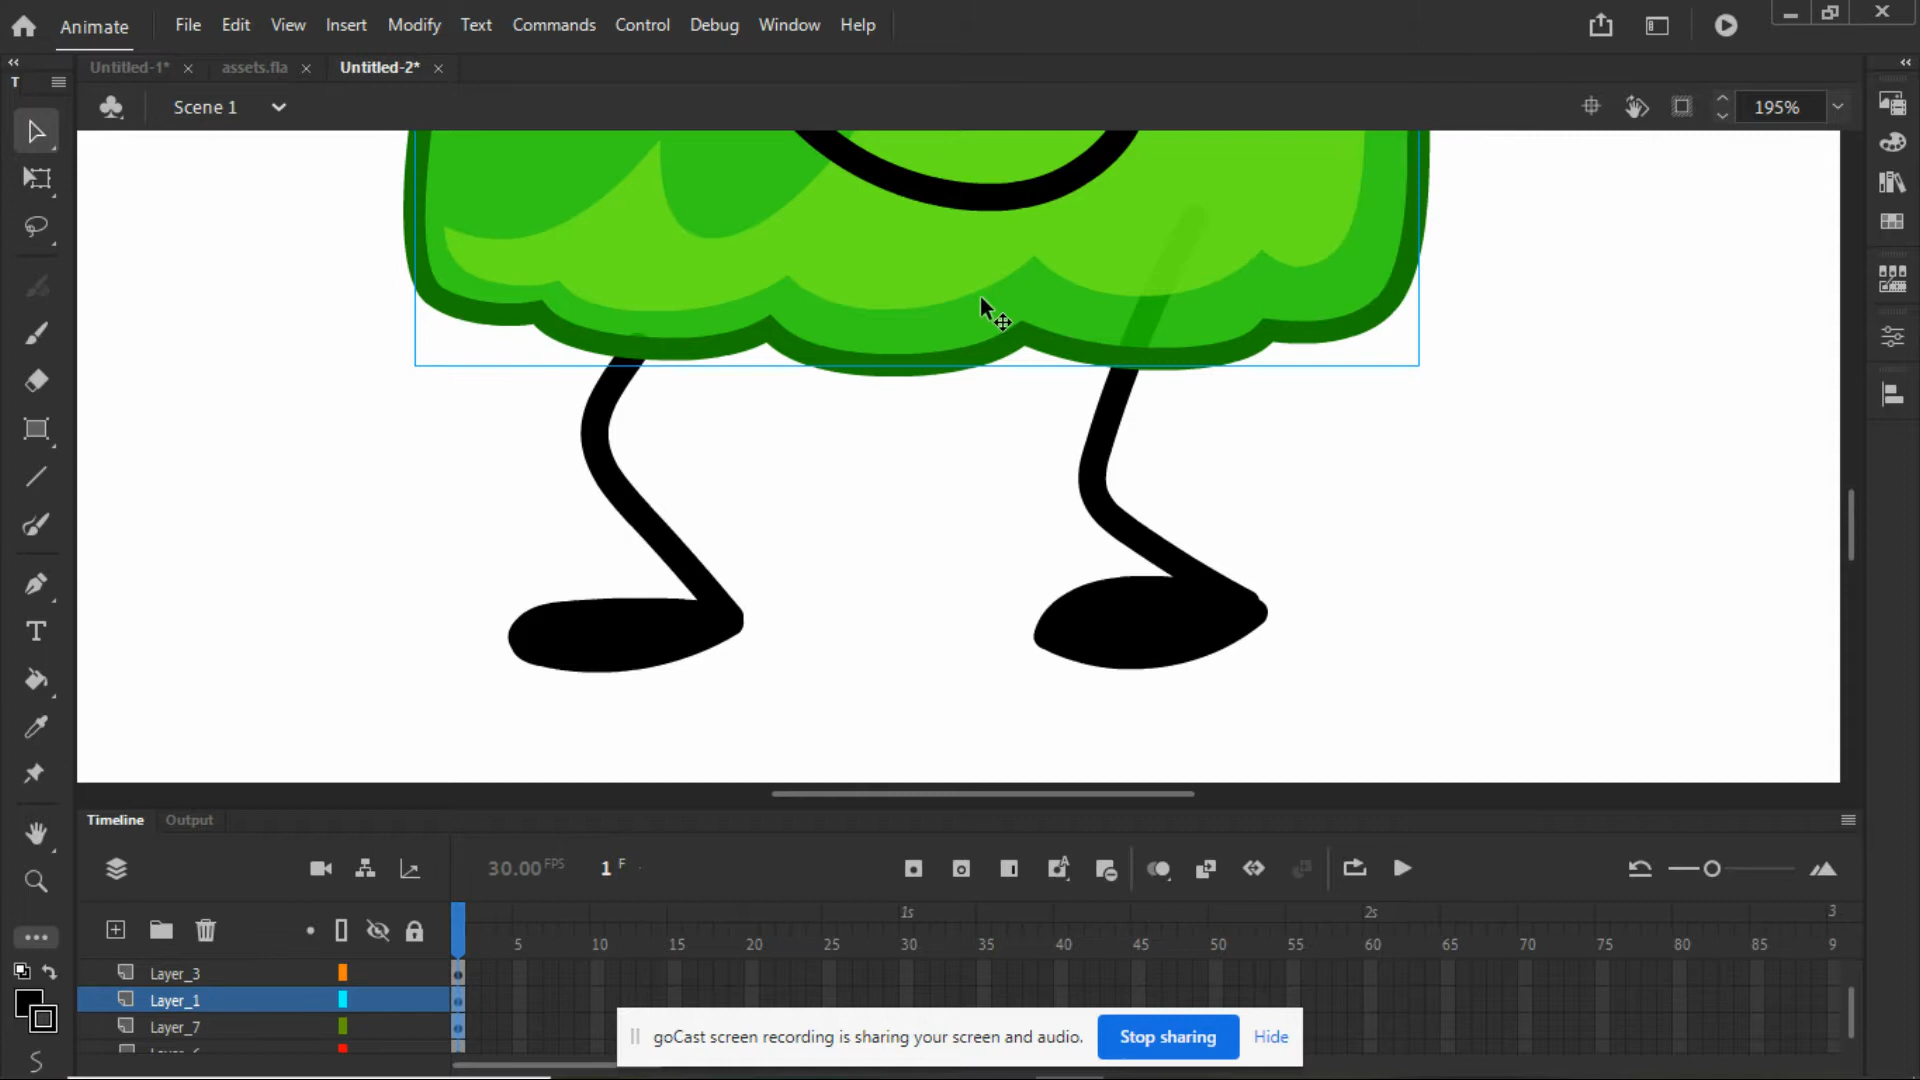 Animate File Edit View Insert Modify Text Commands Control Debug Window Help
T Untitled-1* assets.fla Untitled-2*
Scene 1 195%
Timeline Output
30.00 FPS 1 F
1s 2s 3
5 10 15 20 25 30 35 40 45 50 55 60 65 70 75 80 85 9
Layer_3
Layer_1
Layer_7
goCast screen recording is sharing your screen and audio. Stop sharing Hide